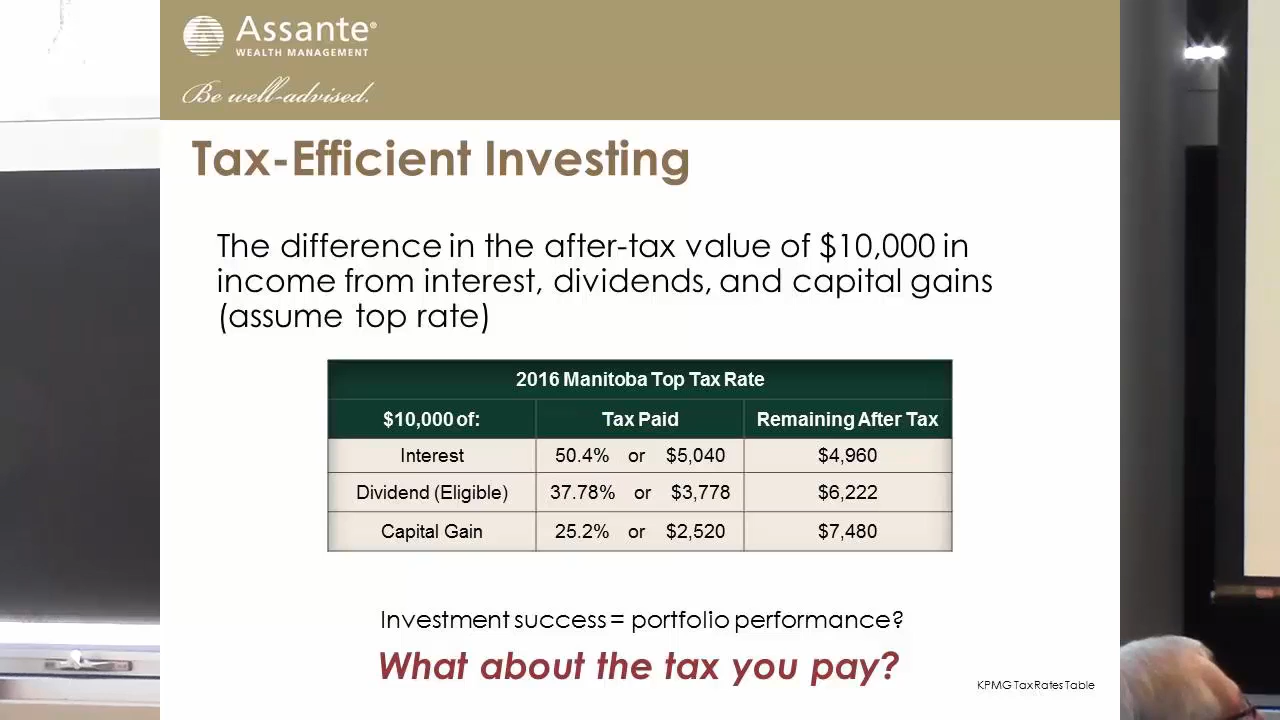 Assante®
WEALTH MANAGEMENT
Be well-advised.
Tax-Efficient Investing
The difference in the after-tax value of $10,000 in
income from interest, dividends, and capital gains
(assume top rate)
2016 Manitoba Top Tax Rate
$10,000 of: Tax Paid Remaining After Tax
Interest 50.4% or $5,040 $4,960
Dividend (Eligible) 37.78% or $3,778 $6,222
Capital Gain 25.2% or $2,520 $7,480
Investment success = portfolio performance?
What about the tax you pay?
KPMG Tax Rates Table